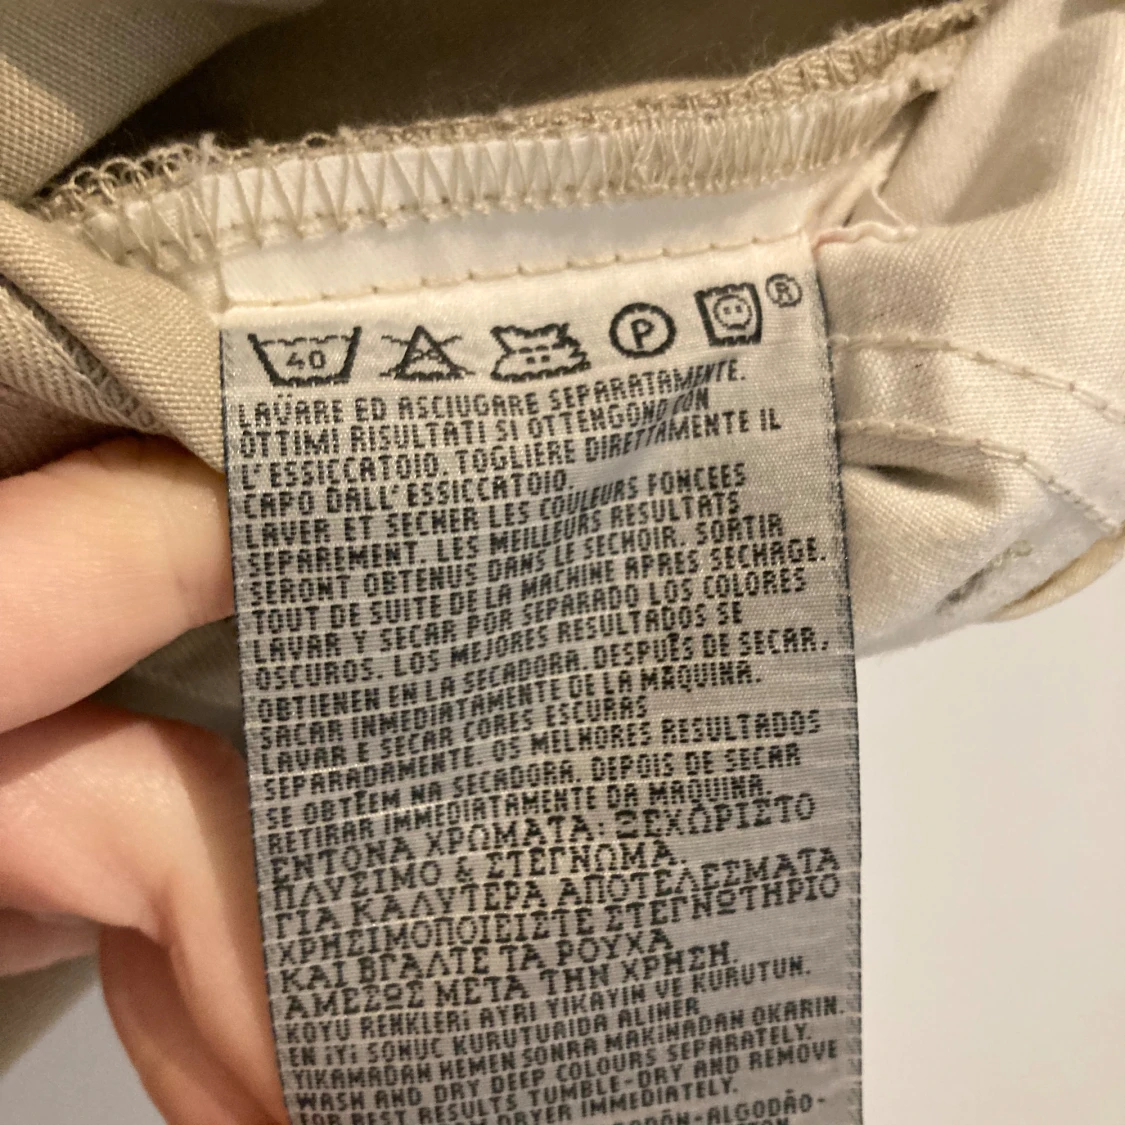 40 P ®
LAVARE ED ASCIUGARE SEPARATAMENTE.
OTTIMI RISULTATI SI OTTENGONO CON
L'ESSICCATOIO. TOGLIERE DIRETTAMENTE IL
CAPO DALL'ESSICCATOIO.
LAVER ET SECHER LES COULEURS FONCEES
SEPAREMENT. LES MEILLEURS RESULTATS
SERONT OBTENUS DANS LE SECHOIR. SORTIR
TOUT DE SUITE DE LA MACHINE APRES SECHAGE.
LAVAR Y SECAR POR SEPARADO LOS COLORES
OSCUROS. LOS MEJORES RESULTADOS SE
OBTIENEN EN LA SECADORA. DESPUÉS DE SECAR,
SACAR INMEDIATAMENTE DE LA MÁQUINA.
LAVAR E SECAR CORES ESCURAS
SEPARADAMENTE. OS MELHORES RESULTADOS
SE OBTÊEM NA SECADORA. DEPOIS DE SECAR
RETIRAR IMMEDIATAMENTE DA MAQUINA.
ΕΝΤΟΝΑ ΧΡΩΜΑΤΑ: ΞΕΧΩΡΙΣΤΟ
ΠΛΥΣΙΜΟ & ΣΤΕΓΝΩΜΑ.
ΓΙΑ ΚΑΛΥΤΕΡΑ ΑΠΟΤΕΛΕΣΜΑΤΑ
ΧΡΗΣΙΜΟΠΟΙΕΙΣΤΕ ΣΤΕΓΝΩΤΗΡΙΟ
ΚΑΙ ΒΓΑΛΤΕ ΤΑ ΡΟΥΧΑ
ΑΜΕΣΩΣ ΜΕΤΑ ΤΗΝ ΧΡΗΣΗ.
KOYU RENKLERi AYRI YIKAYIN VE KURUTUN.
EN iYi SONUC KURUTURIDA ALINER
YIKAMADAN HEMEN SONRA MAKiNADAN OKARIN.
WASH AND DRY DEEP COLOURS SEPARATELY.
FOR BEST RESULTS TUMBLE-DRY AND REMOVE
DRYER IMMEDIATELY.
-ALGODÃO-